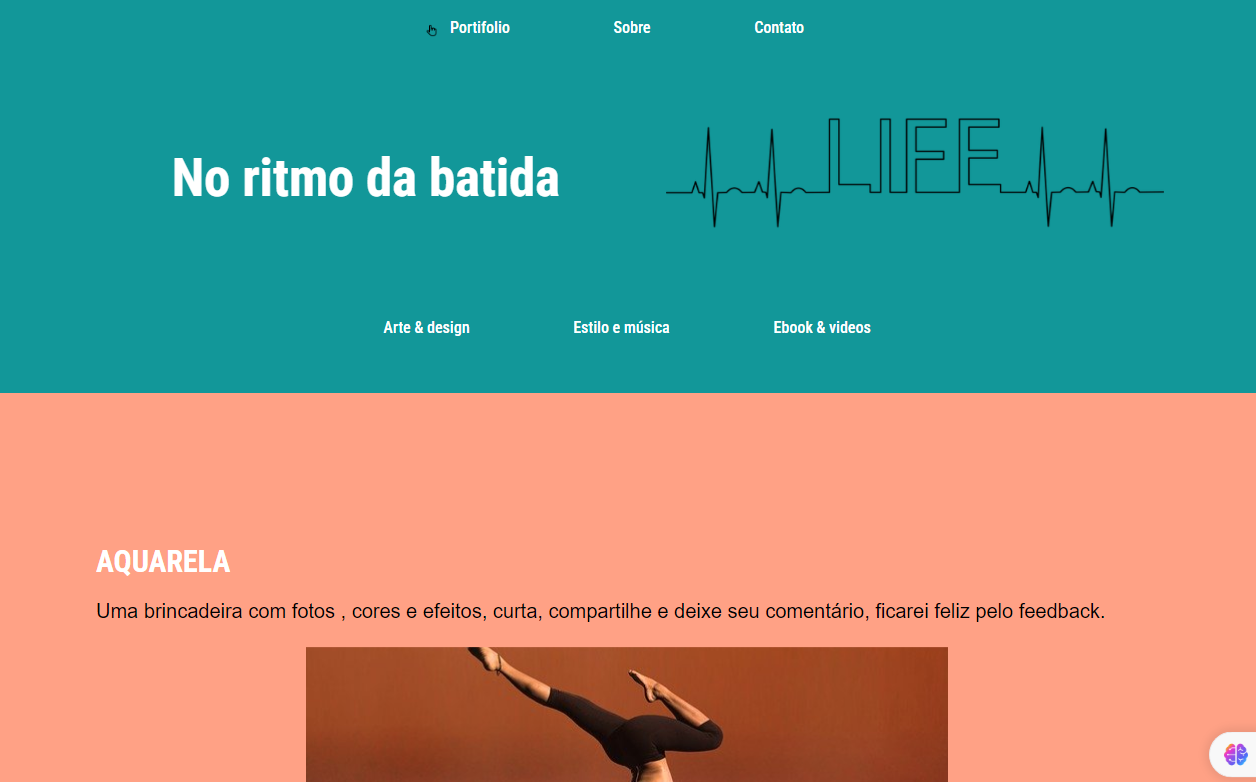 Portifolio Sobre Contato
LIFE
No ritmo da batida
Arte & design Estilo e música Ebook & videos
AQUARELA
Uma brincadeira com fotos , cores e efeitos, curta, compartilhe e deixe seu comentário, ficarei feliz pelo feedback.